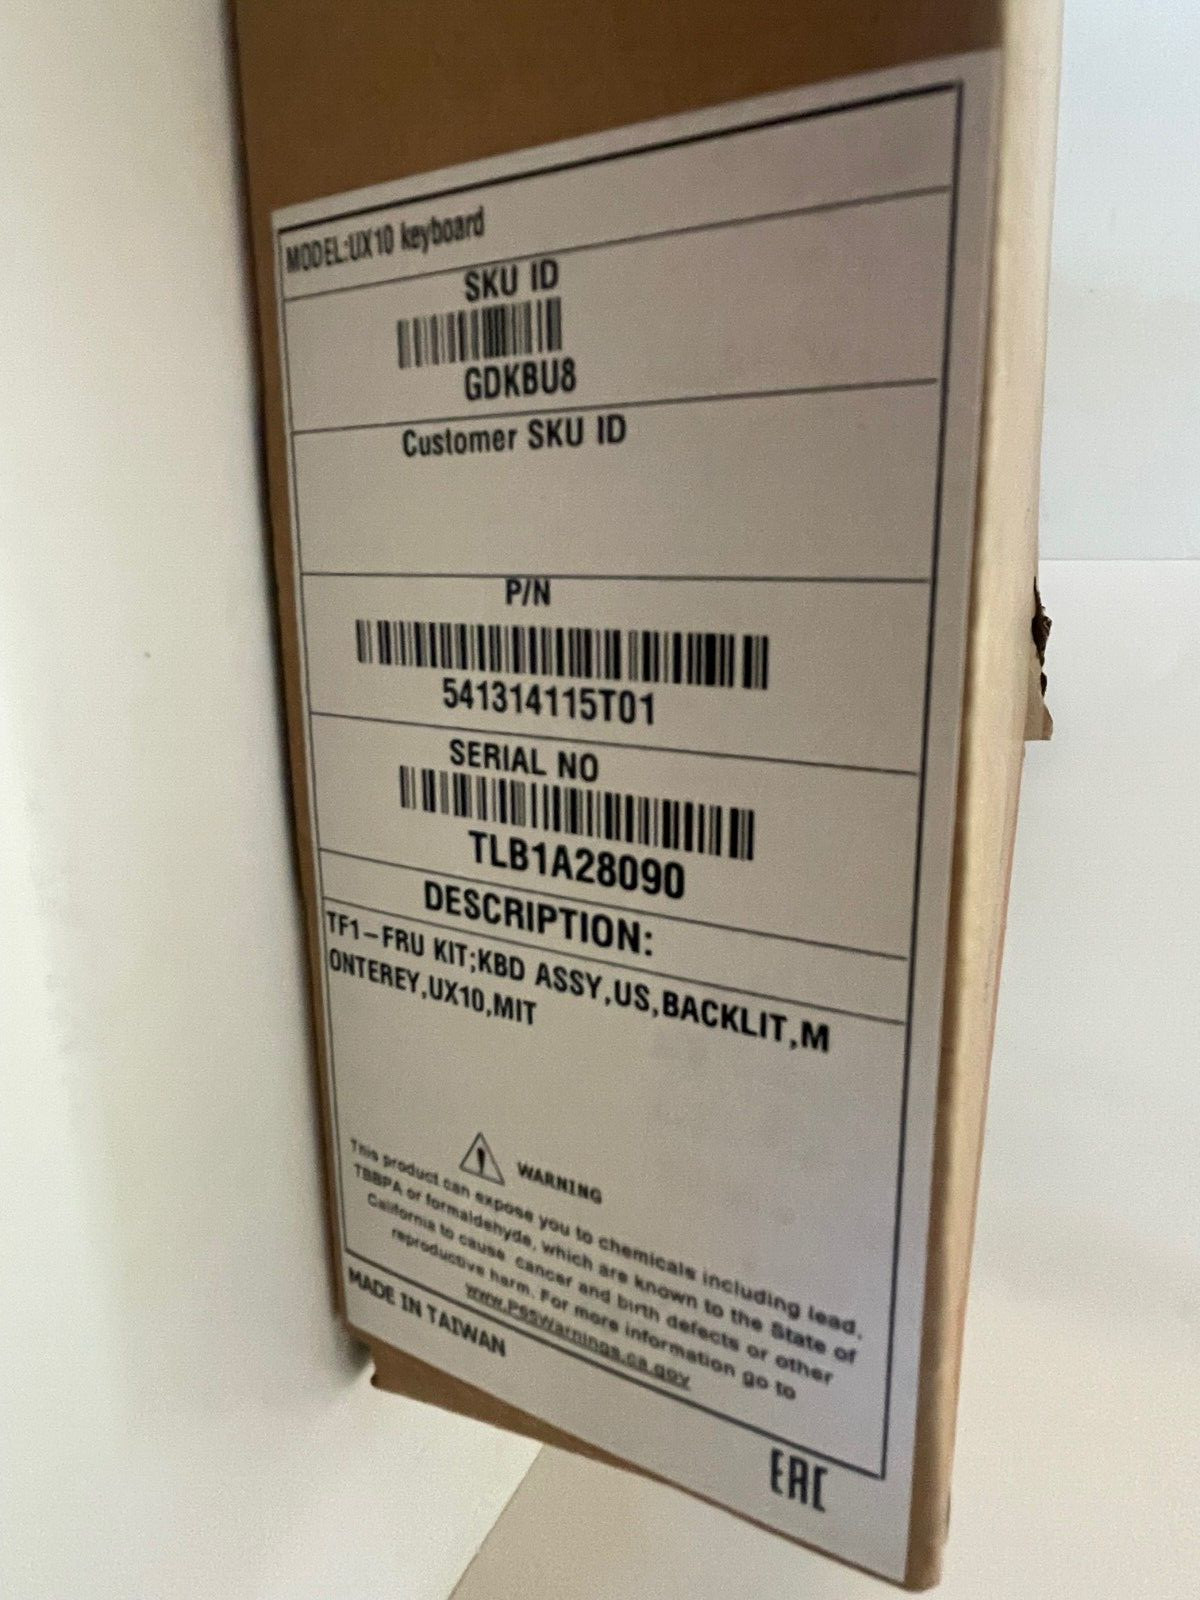 MODEL:UX10 keyboard
SKU ID
GDKBU8
Customer SKU ID
P/N
541314115T01
SERIAL NO
TLB1A28090
DESCRIPTION:
TF1-FRU KIT;KBD ASSY,US,BACKLIT,M
ONTEREY,UX10,MIT
WARNING
This product can expose you to chemicals including lead,
TBBPA or formaldehyde, which are known to the State of
California to cause cancer and birth defects or other
reproductive harm. For more information go to
www.P65Warnings.ca.gov
MADE IN TAIWAN
EAC